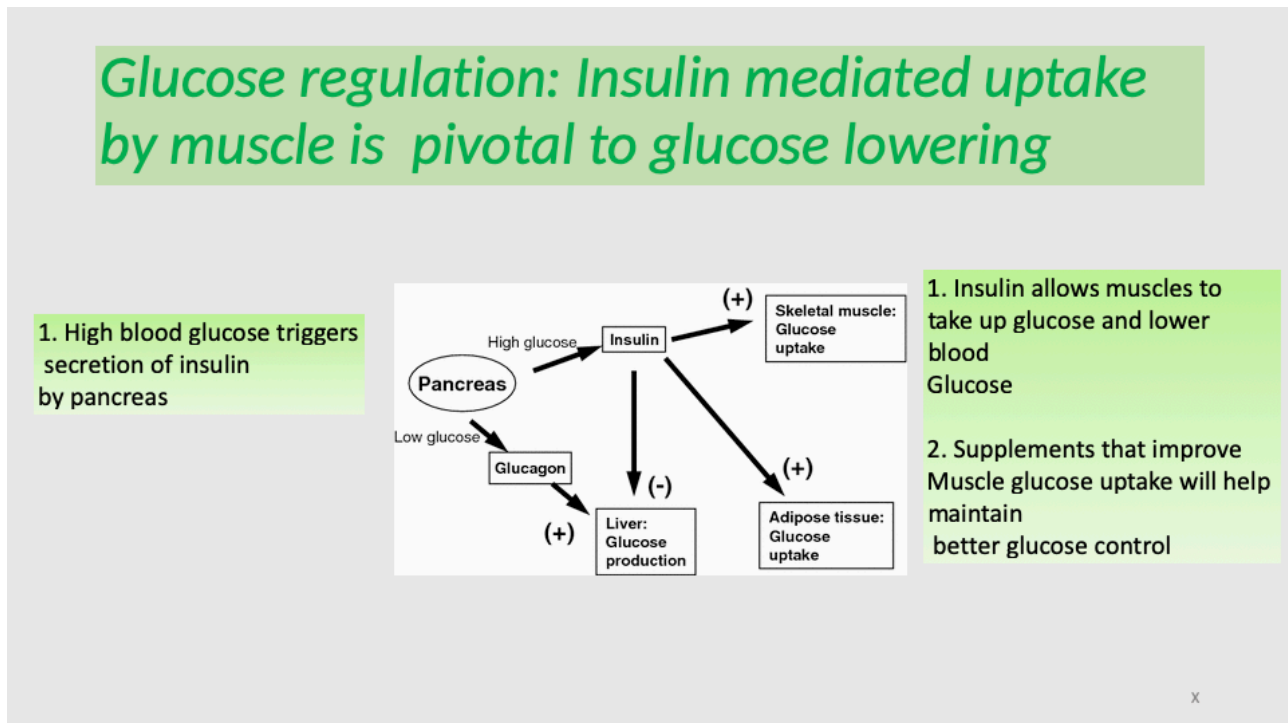 Glucose regulation: Insulin mediated uptake
by muscle is  pivotal to glucose lowering
1. High blood glucose triggers
secretion of insulin
by pancreas
(+)
Skeletal muscle:
Glucose
uptake
High glucose
Insulin
Pancreas
Low glucose
Glucagon
(+)
(-)
Liver:
Glucose
production
(+)
Adipose tissue:
Glucose
uptake
1. Insulin allows muscles to
take up glucose and lower
blood
Glucose
2. Supplements that improve
Muscle glucose uptake will help
maintain
better glucose control
x